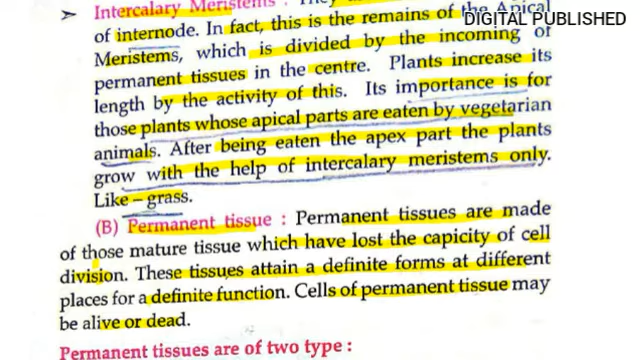 ➤ Intercalary Meristems : They
DIGITAL PUBLISHED
of internode. In fact, this is the remains of the Apical
Meristems, which is divided by the incoming of
permanent tissues in the centre. Plants increase its
length by the activity of this. Its importance is for
those plants whose apical parts are eaten by vegetarian
animals. After being eaten the apex part the plants
grow with the help of intercalary meristems only.
Like – grass.
(B) Permanent tissue : Permanent tissues are made
of those mature tissue which have lost the capicity of cell
division. These tissues attain a definite forms at different
places for a definite function. Cells of permanent tissue may
be alive or dead.
Permanent tissues are of two type :